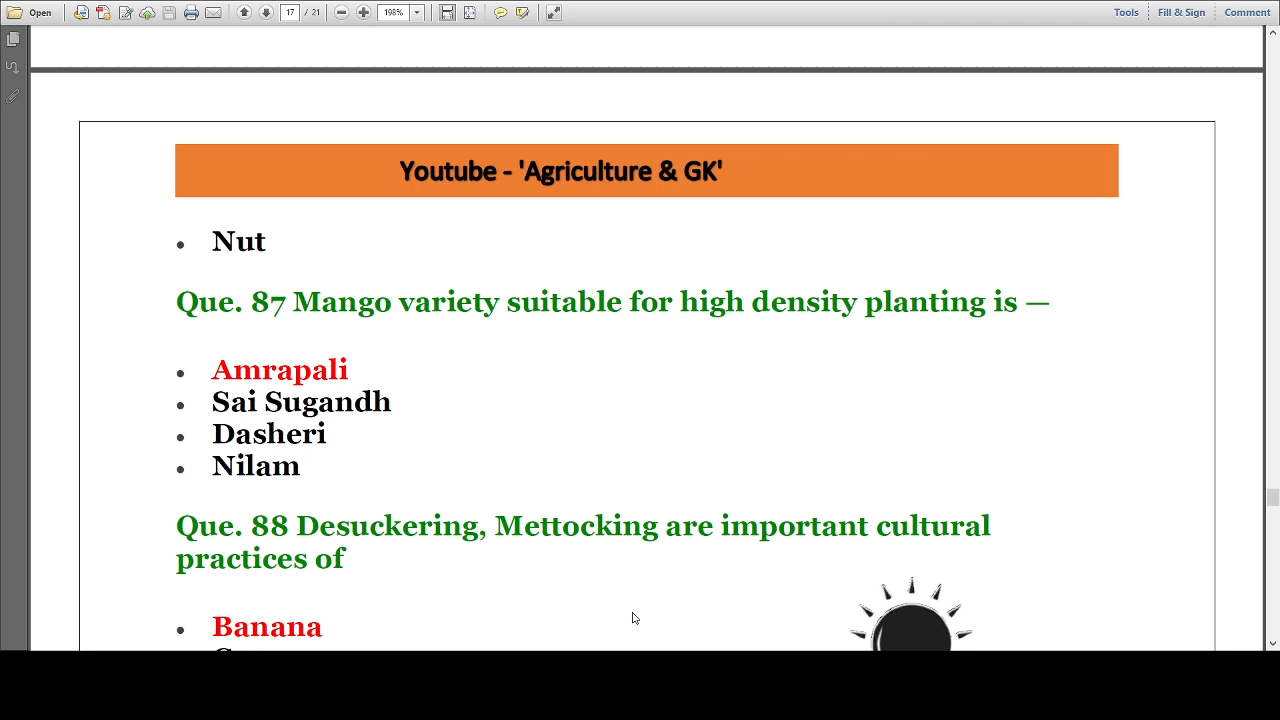 Open
17 / 21
198%
Tools
Fill & Sign
Comment
Youtube - 'Agriculture & GK'
• Nut
Que. 87 Mango variety suitable for high density planting is —
• Amrapali
• Sai Sugandh
• Dasheri
• Nilam
Que. 88 Desuckering, Mettocking are important cultural
practices of
• Banana